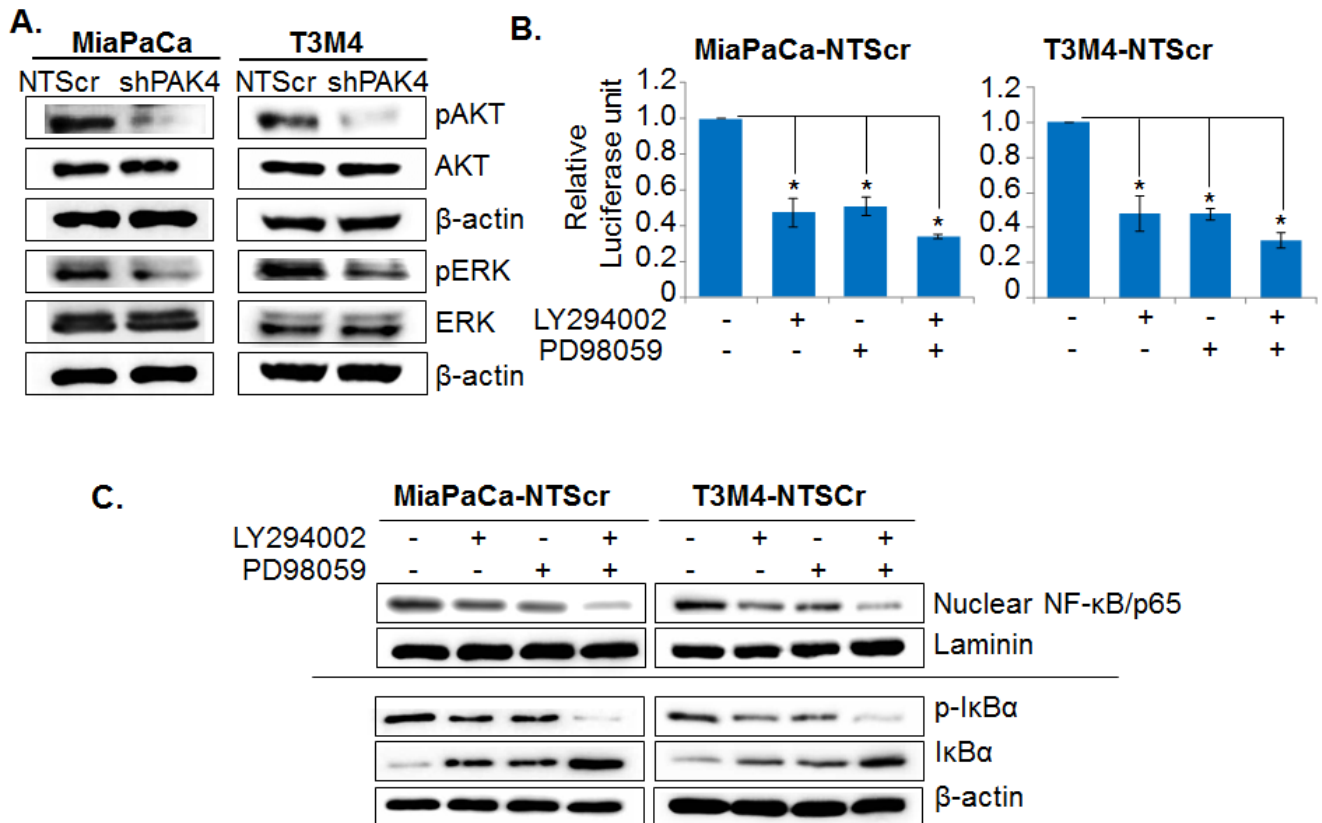 A.
MiaPaCa T3M4
NTScr shPAK4 NTScr shPAK4
pAKT
AKT
β-actin
pERK
ERK
β-actin
B.
MiaPaCa-NTScr
Relative
Luciferase unit
1.2
1.0
0.8
0.6
0.4
0.2
0
* * *
T3M4-NTScr
1.2
1.0
0.8
0.6
0.4
0.2
0
* * *
LY294002 - + - + - + - +
PD98059 - - + + - - + +
C.
MiaPaCa-NTScr T3M4-NTSCr
LY294002 - + - + - + - +
PD98059 - - + + - - + +
Nuclear NF-κB/p65
Laminin
p-IκBα
IκBα
β-actin